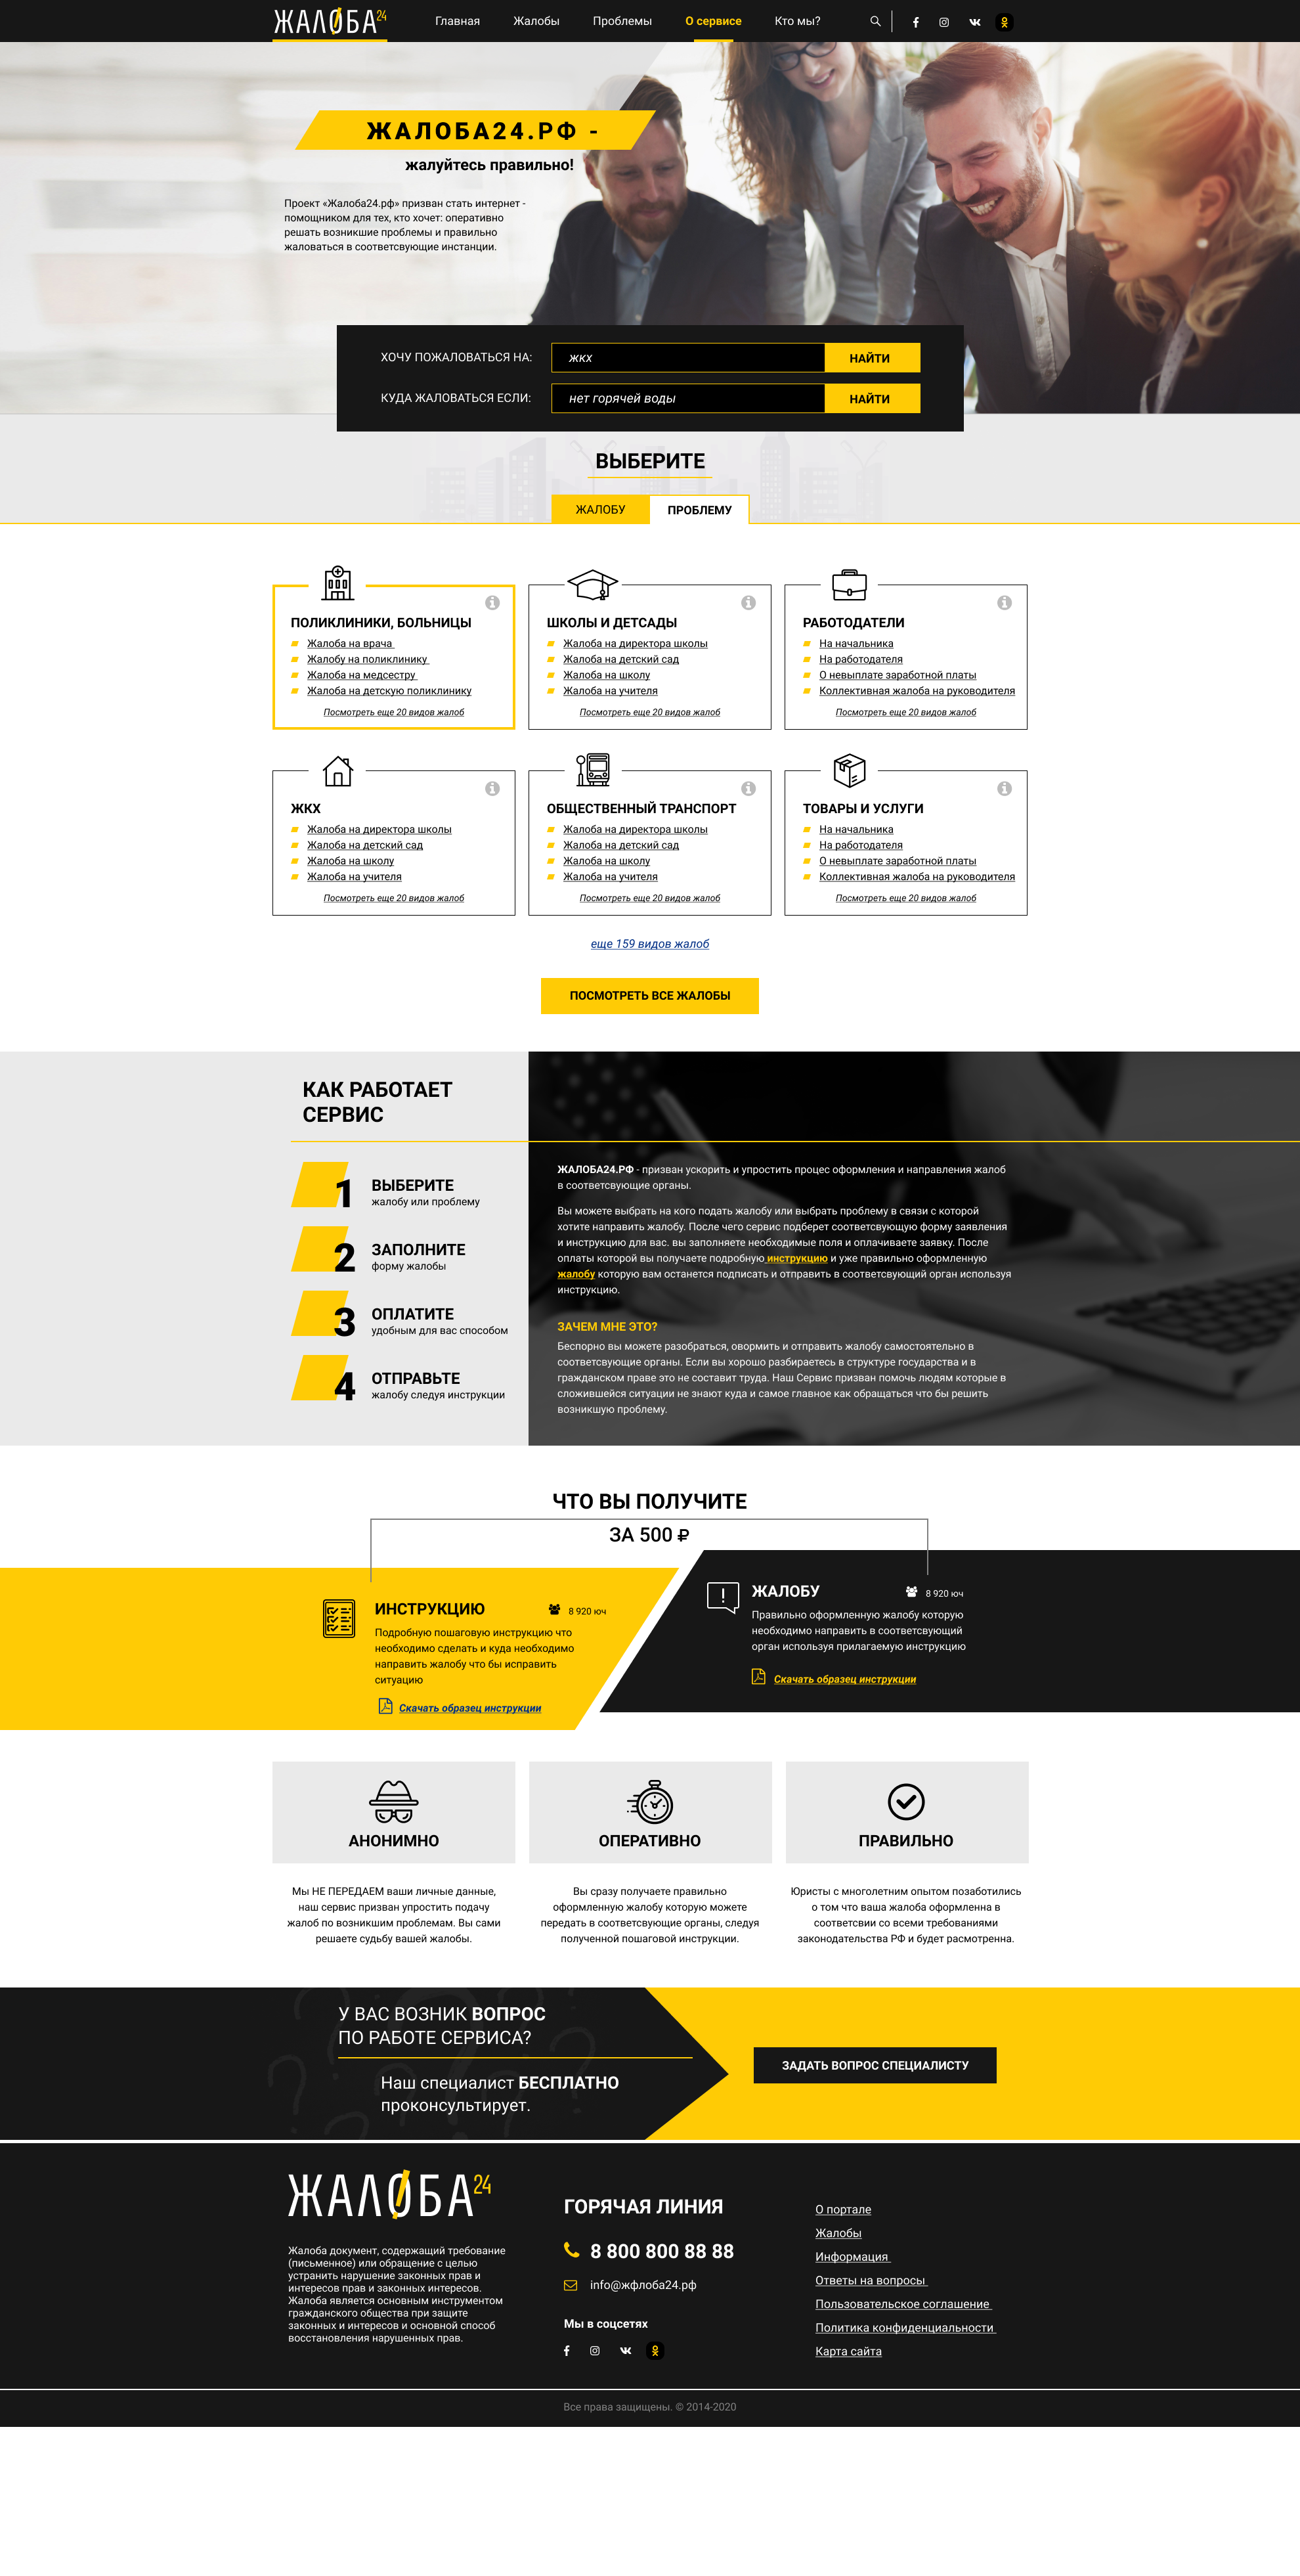 ЖАЛОБА24
Главная
Жалобы
Проблемы
О сервисе
Кто мы?
ЖАЛОБА24.РФ -
жалуйтесь правильно!
Проект «Жалоба24.рф» призван стать интернет -
помощником для тех, кто хочет: оперативно
решать возникшие проблемы и правильно
жаловаться в соответсвующие инстанции.
ХОЧУ ПОЖАЛОВАТЬСЯ НА:
жкх
НАЙТИ
КУДА ЖАЛОВАТЬСЯ ЕСЛИ:
нет горячей воды
НАЙТИ
ВЫБЕРИТЕ
ЖАЛОБУ
ПРОБЛЕМУ
ПОЛИКЛИНИКИ, БОЛЬНИЦЫ
Жалоба на врача
Жалобу на поликлинику
Жалоба на медсестру
Жалоба на детскую поликлинику
Посмотреть еще 20 видов жалоб
ШКОЛЫ И ДЕТСАДЫ
Жалоба на директора школы
Жалоба на детский сад
Жалоба на школу
Жалоба на учителя
Посмотреть еще 20 видов жалоб
РАБОТОДАТЕЛИ
На начальника
На работодателя
О невыплате заработной платы
Коллективная жалоба на руководителя
Посмотреть еще 20 видов жалоб
ЖКХ
Жалоба на директора школы
Жалоба на детский сад
Жалоба на школу
Жалоба на учителя
Посмотреть еще 20 видов жалоб
ОБЩЕСТВЕННЫЙ ТРАНСПОРТ
Жалоба на директора школы
Жалоба на детский сад
Жалоба на школу
Жалоба на учителя
Посмотреть еще 20 видов жалоб
ТОВАРЫ И УСЛУГИ
На начальника
На работодателя
О невыплате заработной платы
Коллективная жалоба на руководителя
Посмотреть еще 20 видов жалоб
еще 159 видов жалоб
ПОСМОТРЕТЬ ВСЕ ЖАЛОБЫ
КАК РАБОТАЕТ
СЕРВИС
1
ВЫБЕРИТЕ
жалобу или проблему
2
ЗАПОЛНИТЕ
форму жалобы
3
ОПЛАТИТЕ
удобным для вас способом
4
ОТПРАВЬТЕ
жалобу следуя инструкции
ЖАЛОБА24.РФ - призван ускорить и упростить процес оформления и направления жалоб
в соответсвующие органы.
Вы можете выбрать на кого подать жалобу или выбрать проблему в связи с которой
хотите направить жалобу. После чего сервис подберет соответсвующую форму заявления
и инструкцию для вас. вы заполняете необходимые поля и оплачиваете заявку. После
оплаты которой вы получаете подробную инструкцию и уже правильно оформленную
жалобу которую вам останется подписать и отправить в соответсвующий орган используя
инструкцию.
ЗАЧЕМ МНЕ ЭТО?
Беспорно вы можете разобраться, овормить и отправить жалобу самостоятельно в
соответсвующие органы. Если вы хорошо разбираетесь в структуре государства и в
гражданском праве это не составит труда. Наш Сервис призван помочь людям которые в
сложившейся ситуации не знают куда и самое главное как обращаться что бы решить
возникшую проблему.
ЧТО ВЫ ПОЛУЧИТЕ
ЗА 500 ₽
ИНСТРУКЦИЮ
8 920 юч
Подробную пошаговую инструкцию что
необходимо сделать и куда необходимо
направить жалобу что бы исправить
ситуацию
Скачать образец инструкции
ЖАЛОБУ
8 920 юч
Правильно оформленную жалобу которую
необходимо направить в соответсвующий
орган используя прилагаемую инструкцию
Скачать образец инструкции
АНОНИМНО
Мы НЕ ПЕРЕДАЕМ ваши личные данные,
наш сервис призван упростить подачу
жалоб по возникшим проблемам. Вы сами
решаете судьбу вашей жалобы.
ОПЕРАТИВНО
Вы сразу получаете правильно
оформленную жалобу которую можете
передать в соответсвующие органы, следуя
полученной пошаговой инструкции.
ПРАВИЛЬНО
Юристы с многолетним опытом позаботились
о том что ваша жалоба оформленна в
соответсвии со всеми требованиями
законодательства РФ и будет расмотренна.
У ВАС ВОЗНИК ВОПРОС
ПО РАБОТЕ СЕРВИСА?
Наш специалист БЕСПЛАТНО
проконсультирует.
ЗАДАТЬ ВОПРОС СПЕЦИАЛИСТУ
ЖАЛОБА24
Жалоба документ, содержащий требование
(письменное) или обращение с целью
устранить нарушение законных прав и
интересов прав и законных интересов.
Жалоба является основным инструментом
гражданского общества при защите
законных и интересов и основной способ
восстановления нарушенных прав.
ГОРЯЧАЯ ЛИНИЯ
8 800 800 88 88
info@жфлоба24.рф
Мы в соцсетях
О портале
Жалобы
Информация
Ответы на вопросы
Пользовательское соглашение
Политика конфиденциальности
Карта сайта
Все права защищены. © 2014-2020